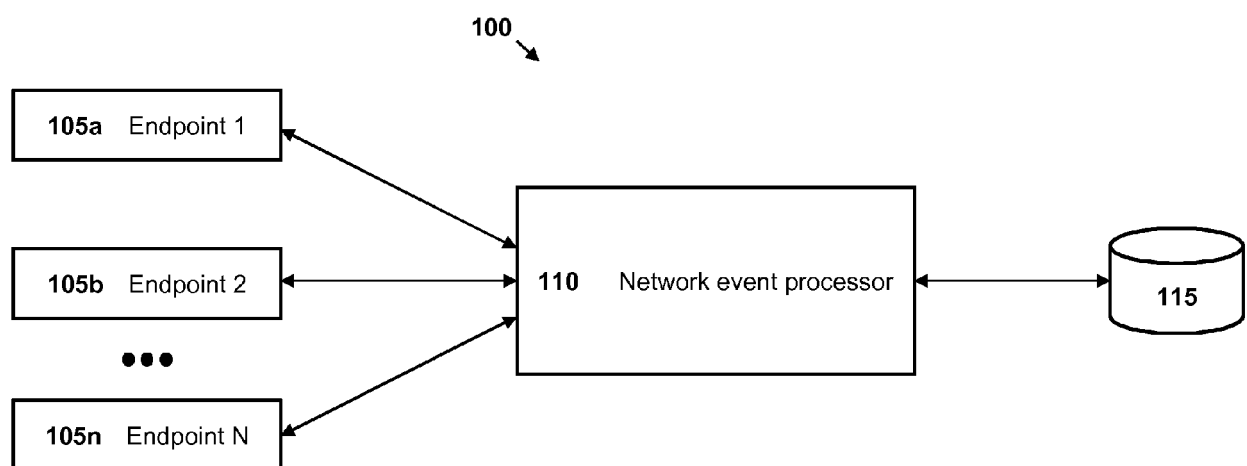 100
105a Endpoint 1
105b Endpoint 2
110 Network event processor
115
105n Endpoint N